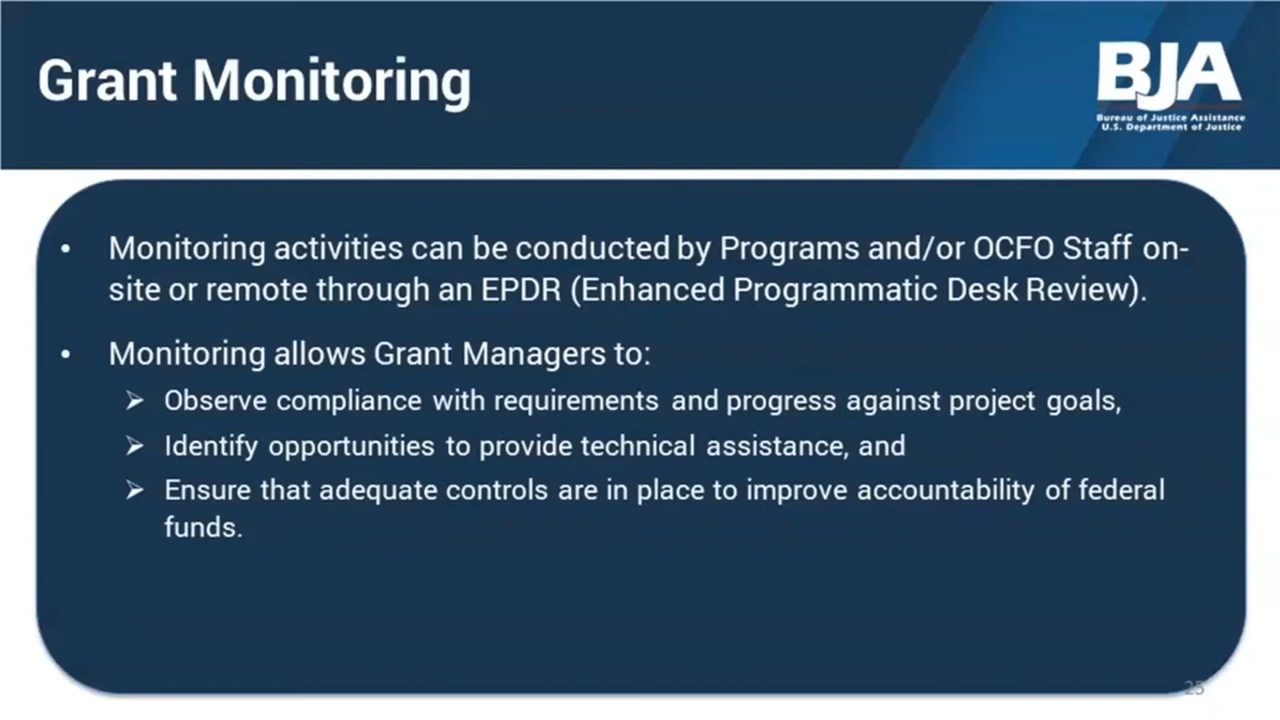 Grant Monitoring
BJA
Bureau of Justice Assistance
U.S. Department of Justice
• Monitoring activities can be conducted by Programs and/or OCFO Staff on-
site or remote through an EPDR (Enhanced Programmatic Desk Review).
• Monitoring allows Grant Managers to:
➢ Observe compliance with requirements and progress against project goals,
➢ Identify opportunities to provide technical assistance, and
➢ Ensure that adequate controls are in place to improve accountability of federal
funds.
25